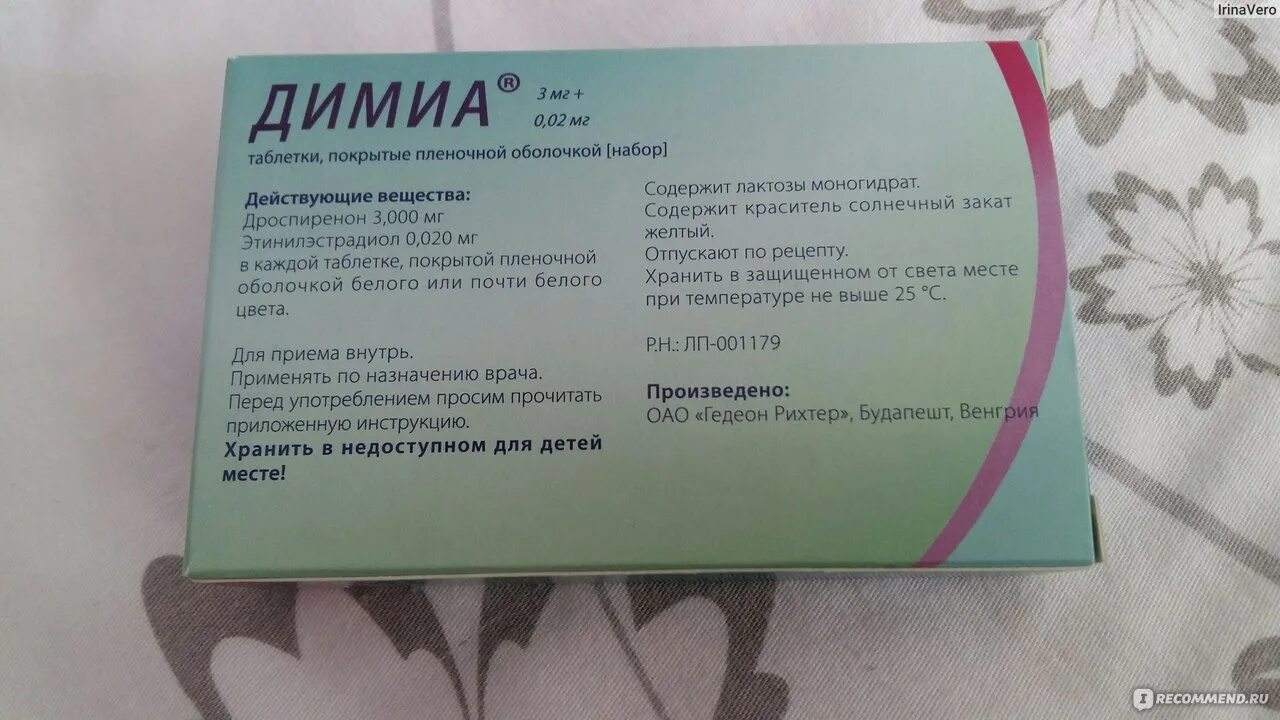 IrinaVero
ДИМИА® 3 мг +
0,02 мг
таблетки, покрытые пленочной оболочкой [набор]
Действующие вещества:
Дроспиренон 3,000 мг
Этинилэстрадиол 0,020 мг
в каждой таблетке, покрытой пленочной
оболочкой белого или почти белого
цвета.
Для приема внутрь.
Применять по назначению врача.
Перед употреблением просим прочитать
приложенную инструкцию.
Хранить в недоступном для детей
месте!
Содержит лактозы моногидрат.
Содержит краситель солнечный закат
желтый.
Отпускают по рецепту.
Хранить в защищенном от света месте
при температуре не выше 25 °C.
Р.Н.: ЛП-001179
Произведено:
ОАО «Гедеон Рихтер», Будапешт, Венгрия
IRECOMMEND.RU